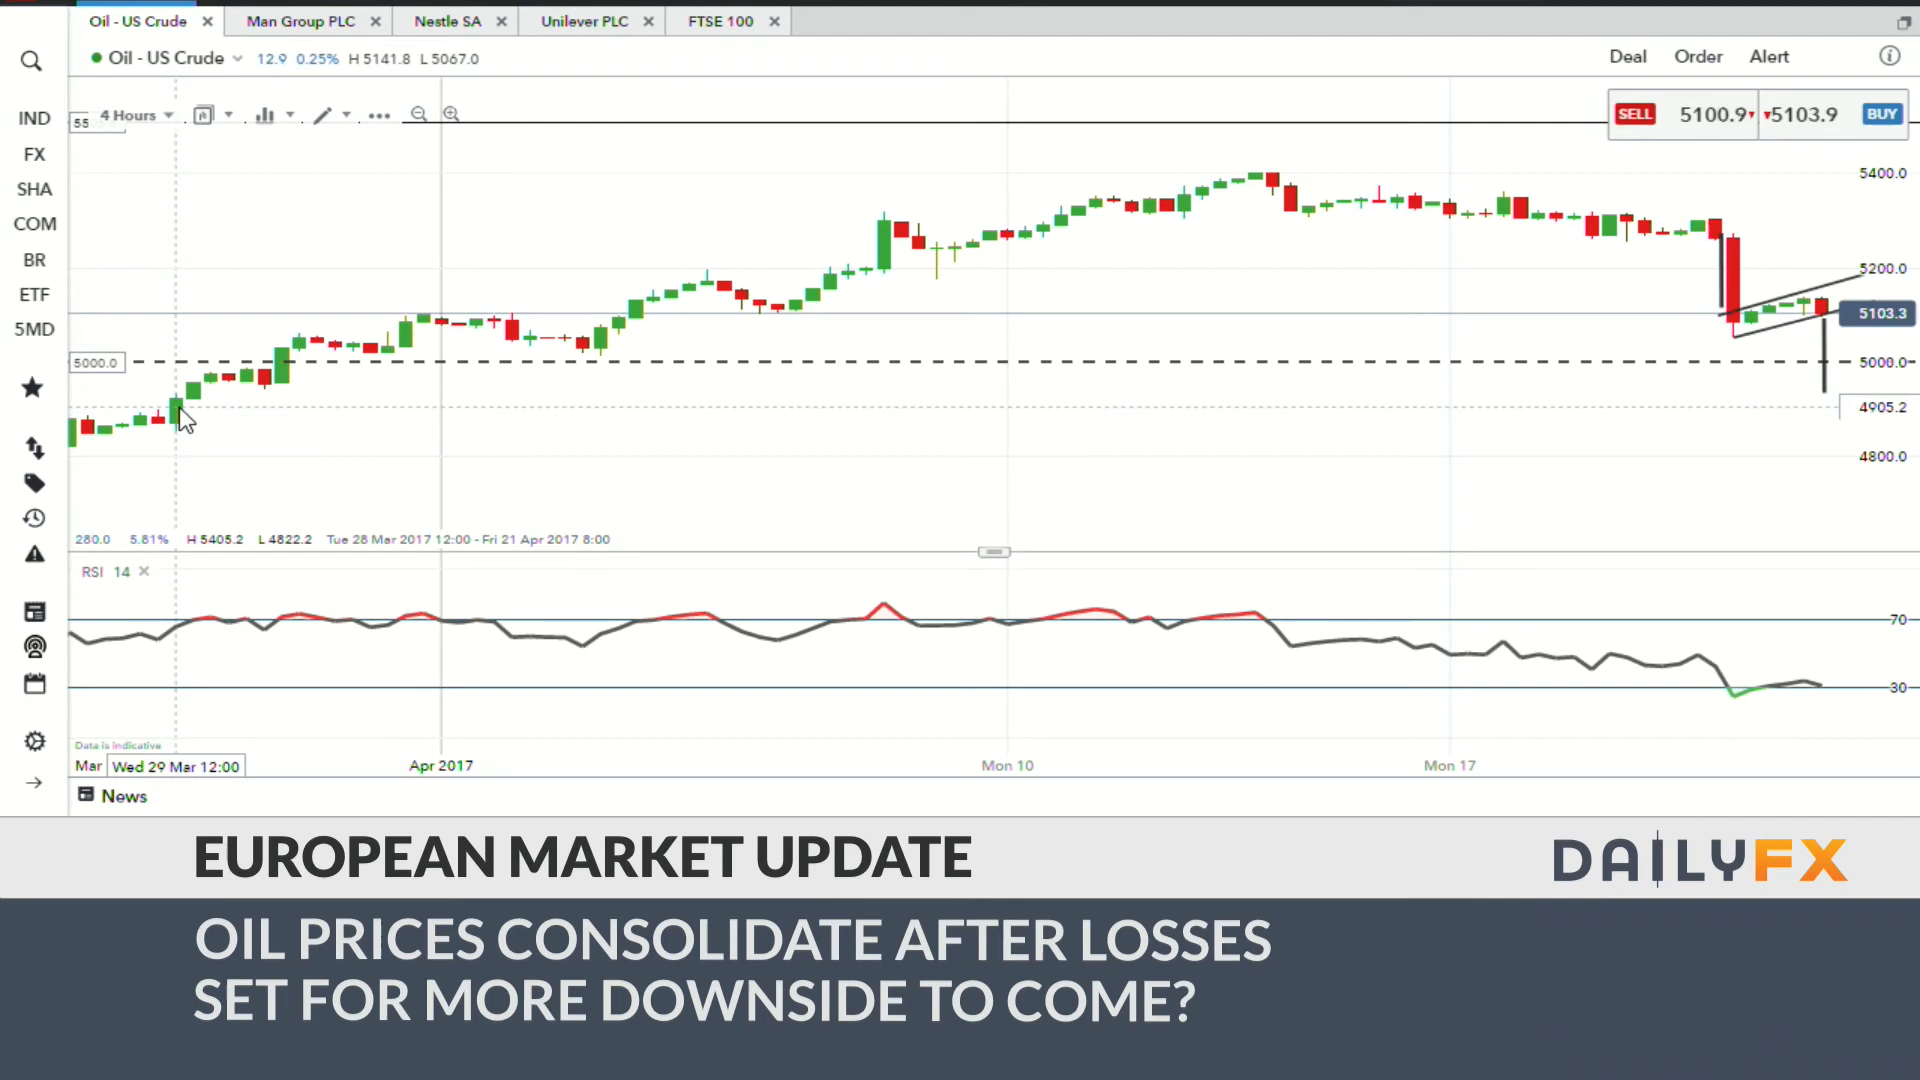 Oil - US Crude Man Group PLC Nestle SA Unilever PLC FTSE 100
Oil - US Crude 12.9 0.25% H 5141.8 L 5067.0 Deal Order Alert
IND
FX
SHA
COM
BR
ETF
5MD
4 Hours
SELL 5100.9 5103.9 BUY
5400.0
5200.0
5103.3
5000.0 5000.0
4905.2
4800.0
280.0 5.81% H 5405.2 L 4822.2 Tue 28 Mar 2017 12:00 - Fri 21 Apr 2017 8:00
RSI 14
70
30
Data is indicative
Mar Wed 29 Mar 12:00 Apr 2017 Mon 10 Mon 17
News
EUROPEAN MARKET UPDATE
DAILYFX
OIL PRICES CONSOLIDATE AFTER LOSSES
SET FOR MORE DOWNSIDE TO COME?